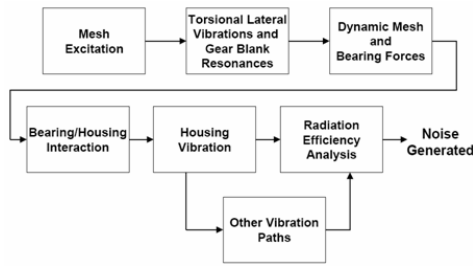 Mesh
Excitation
Torsional Lateral
Vibrations and
Gear Blank
Resonances
Dynamic Mesh
and
Bearing Forces
Bearing/Housing
Interaction
Housing
Vibration
Radiation
Efficiency
Analysis
Noise
Generated
Other Vibration
Paths